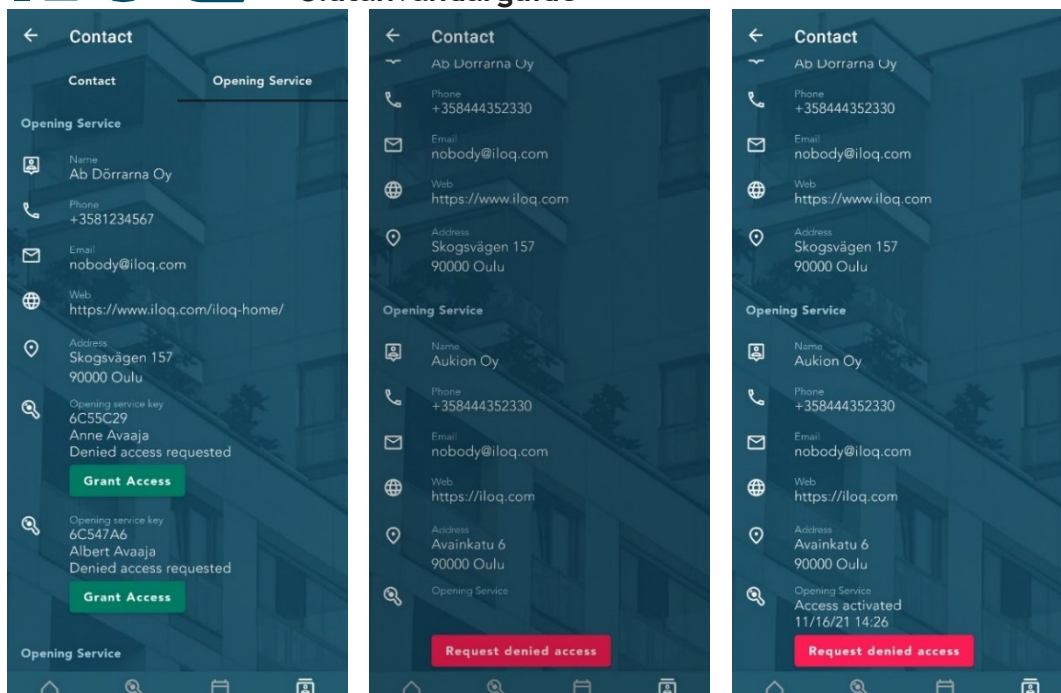 Contact
Contact Opening Service
Opening Service
Name
Ab Dörrarna Oy
Phone
+3581234567
Email
nobody@iloq.com
Web
https://www.iloq.com/iloq-home/
Address
Skogsvägen 157
90000 Oulu
Opening service key
6C55C29
Anne Avaaja
Denied access requested
Grant Access
Opening service key
6C547A6
Albert Avaaja
Denied access requested
Grant Access
Opening Service
Contact
Ab Dorrarna Oy
Phone
+358444352330
Email
nobody@iloq.com
Web
https://www.iloq.com
Address
Skogsvägen 157
90000 Oulu
Opening Service
Name
Aukion Oy
Phone
+358444352330
Email
nobody@iloq.com
Web
https://iloq.com
Address
Avainkatu 6
90000 Oulu
Opening Service
Request denied access
Contact
Ab Dorrarna Oy
Phone
+358444352330
Email
nobody@iloq.com
Web
https://www.iloq.com
Address
Skogsvägen 157
90000 Oulu
Opening Service
Name
Aukion Oy
Phone
+358444352330
Email
nobody@iloq.com
Web
https://iloq.com
Address
Avainkatu 6
90000 Oulu
Opening Service
Access activated
11/16/21 14:26
Request denied access